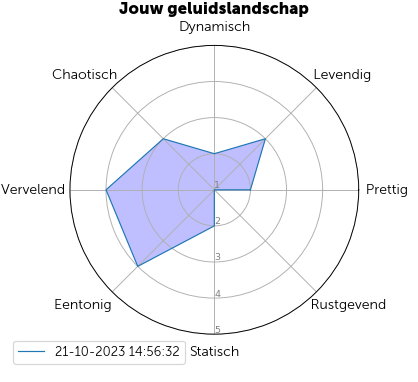 Jouw geluidslandschap
Dynamisch
Chaotisch
Levendig
Vervelend
1
Prettig
2
3
Eentonig
4
Rustgevend
5
21-10-2023 14:56:32
Statisch